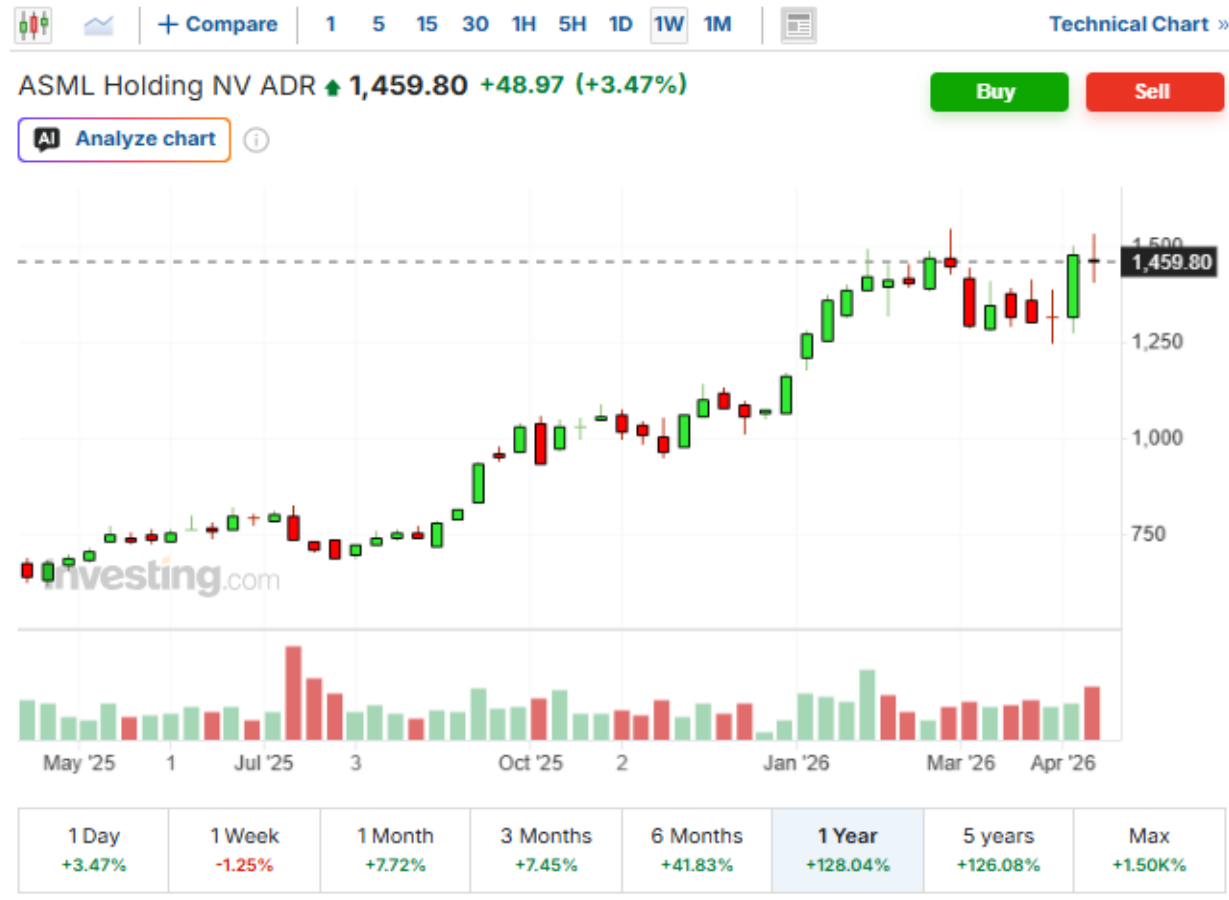 + Compare 1 5 15 30 1H 5H 1D 1W 1M Technical Chart »
ASML Holding NV ADR 1,459.80 +48.97 (+3.47%) Buy Sell
AI Analyze chart i
1,500
1,459.80
1,250
1,000
750
investing.com
May '25 1 Jul '25 3 Oct '25 2 Jan '26 Mar '26 Apr '26
1 Day 1 Week 1 Month 3 Months 6 Months 1 Year 5 years Max
+3.47% -1.25% +7.72% +7.45% +41.83% +128.04% +126.08% +1.50K%